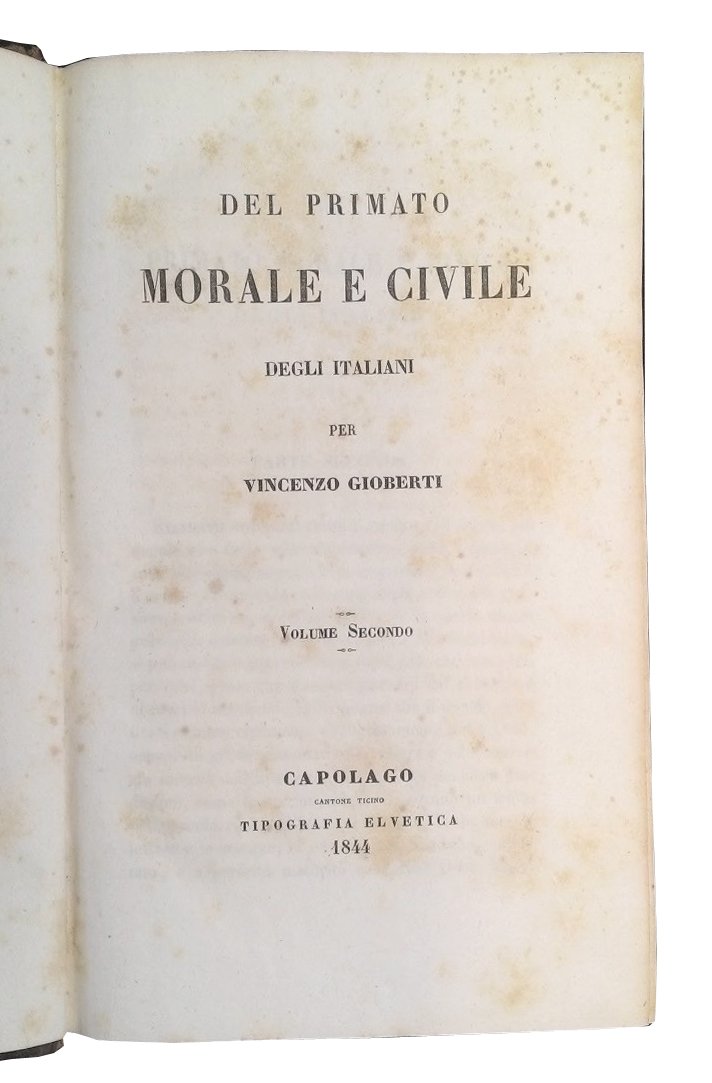 DEL PRIMATO
MORALE E CIVILE
DEGLI ITALIANI
PER
VINCENZO GIOBERTI
VOLUME SECONDO
CAPOLAGO
CANTONE TICINO
TIPOGRAFIA ELVETICA
1844